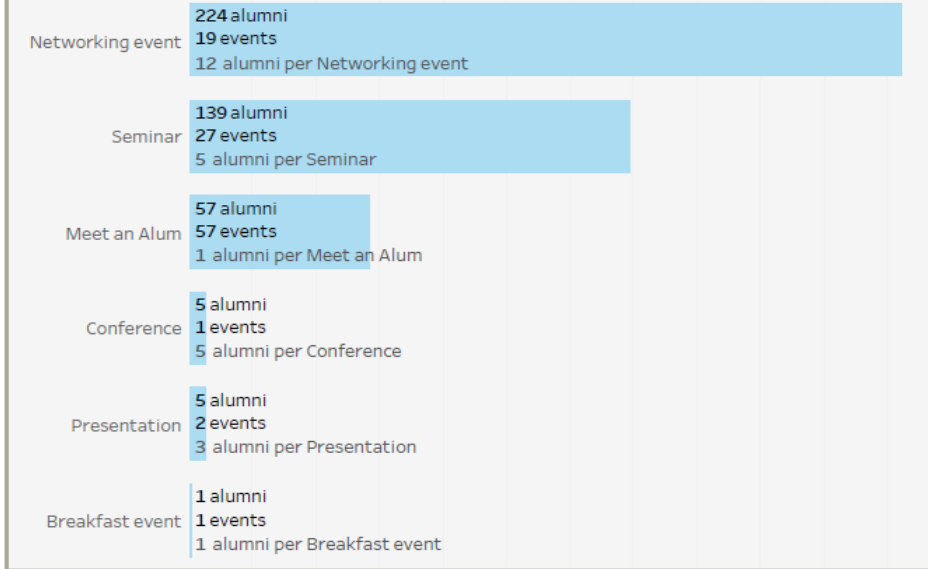 Networking event
224 alumni
19 events
12 alumni per Networking event
Seminar
139 alumni
27 events
5 alumni per Seminar
Meet an Alum
57 alumni
57 events
1 alumni per Meet an Alum
Conference
5 alumni
1 events
5 alumni per Conference
Presentation
5 alumni
2 events
3 alumni per Presentation
Breakfast event
1 alumni
1 events
1 alumni per Breakfast event